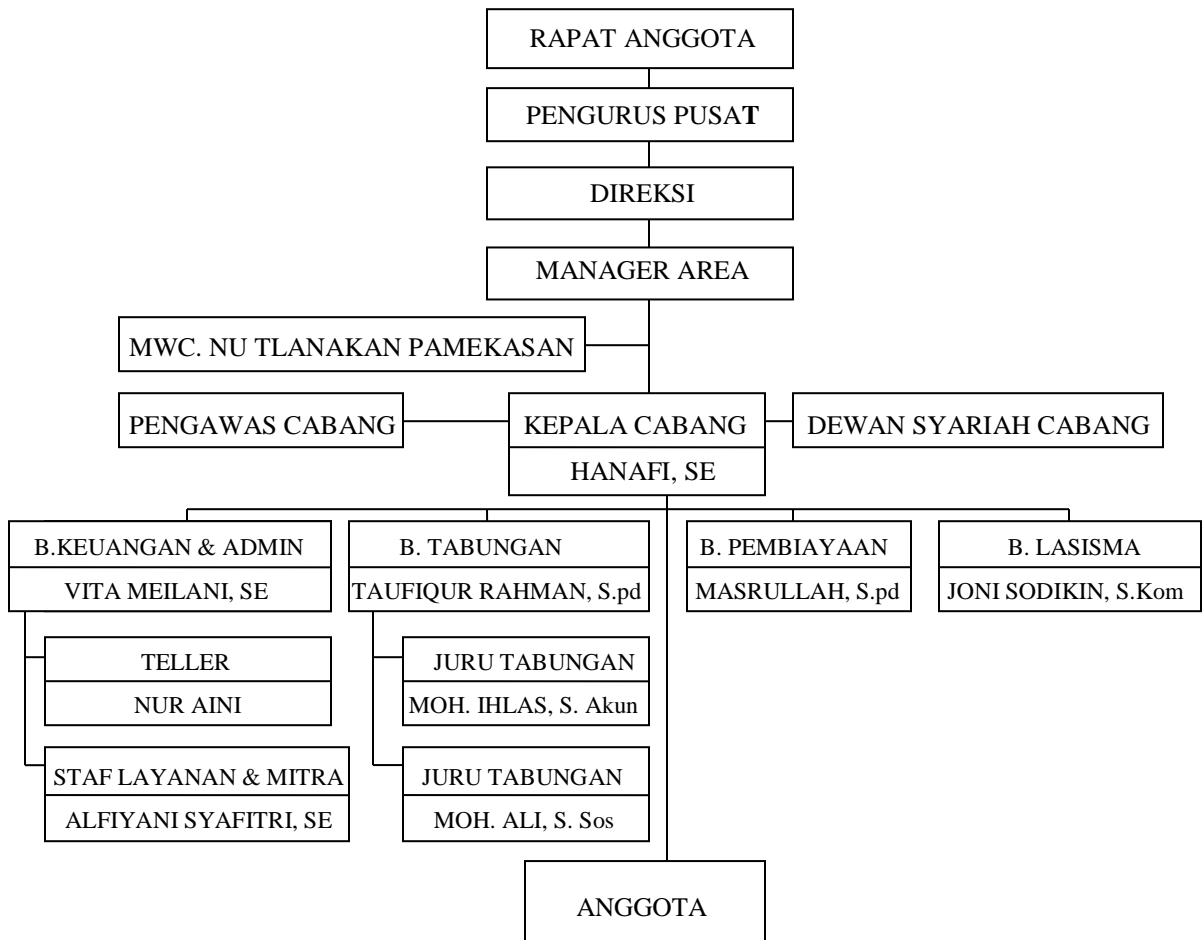 RAPAT ANGGOTA
PENGURUS PUSAT
DIREKSI
MANAGER AREA
MWC. NU TLANAKAN PAMEKASAN
PENGAWAS CABANG
KEPALA CABANG
HANAFI, SE
DEWAN SYARIAH CABANG
B.KEUANGAN & ADMIN
VITA MEILANI, SE
B. TABUNGAN
TAUFIQUR RAHMAN, S.pd
B. PEMBIAYAAN
MASRULLAH, S.pd
B. LASISMA
JONI SODIKIN, S.Kom
TELLER
NUR AINI
JURU TABUNGAN
MOH. IHLAS, S. Akun
STAF LAYANAN & MITRA
ALFIYANI SYAFITRI, SE
JURU TABUNGAN
MOH. ALI, S. Sos
ANGGOTA